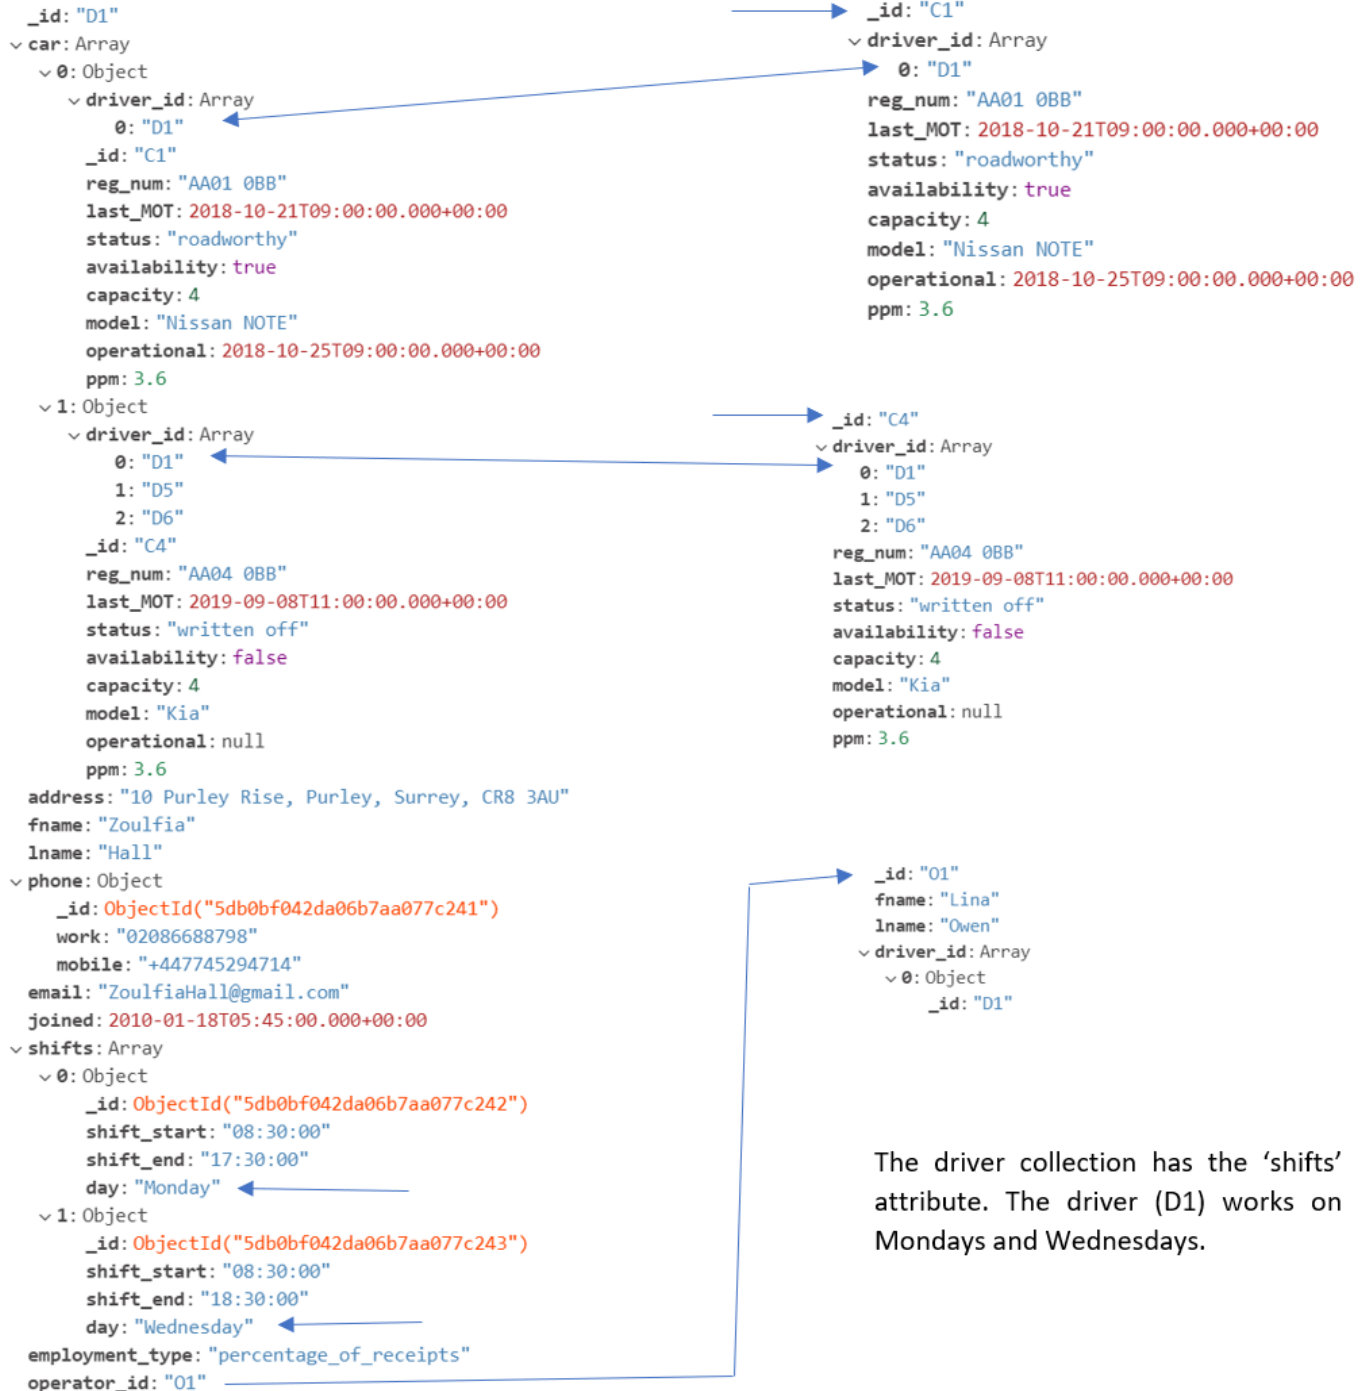 _id: "D1"
car: Array
0: Object
driver_id: Array
0: "D1"
_id: "C1"
reg_num: "AA01 0BB"
last_MOT: 2018-10-21T09:00:00.000+00:00
status: "roadworthy"
availability: true
capacity: 4
model: "Nissan NOTE"
operational: 2018-10-25T09:00:00.000+00:00
ppm: 3.6
1: Object
driver_id: Array
0: "D1"
1: "D5"
2: "D6"
_id: "C4"
reg_num: "AA04 0BB"
last_MOT: 2019-09-08T11:00:00.000+00:00
status: "written off"
availability: false
capacity: 4
model: "Kia"
operational: null
ppm: 3.6
address: "10 Purley Rise, Purley, Surrey, CR8 3AU"
fname: "Zoulfia"
lname: "Hall"
phone: Object
_id: ObjectId("5db0bf042da06b7aa077c241")
work: "02086688798"
mobile: "+447745294714"
email: "ZoulfiaHall@gmail.com"
joined: 2010-01-18T05:45:00.000+00:00
shifts: Array
0: Object
_id: ObjectId("5db0bf042da06b7aa077c242")
shift_start: "08:30:00"
shift_end: "17:30:00"
day: "Monday"
1: Object
_id: ObjectId("5db0bf042da06b7aa077c243")
shift_start: "08:30:00"
shift_end: "18:30:00"
day: "Wednesday"
employment_type: "percentage_of_receipts"
operator_id: "O1"
_id: "C1"
driver_id: Array
0: "D1"
reg_num: "AA01 0BB"
last_MOT: 2018-10-21T09:00:00.000+00:00
status: "roadworthy"
availability: true
capacity: 4
model: "Nissan NOTE"
operational: 2018-10-25T09:00:00.000+00:00
ppm: 3.6
_id: "C4"
driver_id: Array
0: "D1"
1: "D5"
2: "D6"
reg_num: "AA04 0BB"
last_MOT: 2019-09-08T11:00:00.000+00:00
status: "written off"
availability: false
capacity: 4
model: "Kia"
operational: null
ppm: 3.6
_id: "O1"
fname: "Lina"
lname: "Owen"
driver_id: Array
0: Object
_id: "D1"
The driver collection has the ‘shifts’
attribute. The driver (D1) works on
Mondays and Wednesdays.